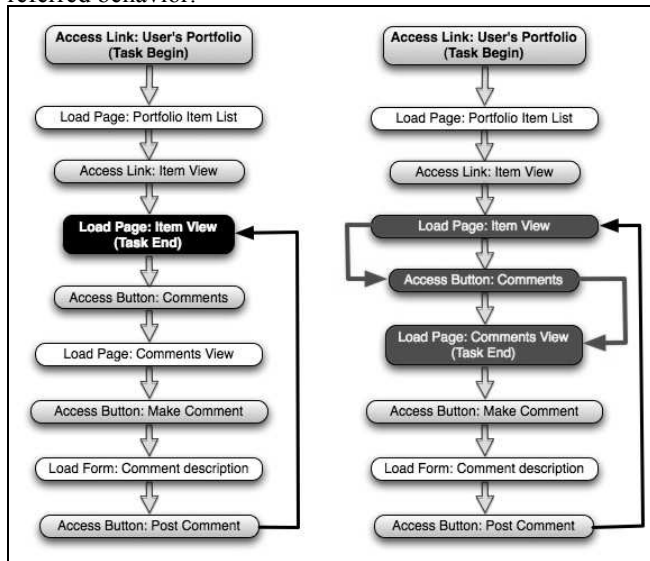 referred behavior.
Access Link: User's Portfolio
(Task Begin)
Load Page: Portfolio Item List
Access Link: Item View
Load Page: Item View
(Task End)
Access Button: Comments
Load Page: Comments View
Access Button: Make Comment
Load Form: Comment description
Access Button: Post Comment
Access Link: User's Portfolio
(Task Begin)
Load Page: Portfolio Item List
Access Link: Item View
Load Page: Item View
Access Button: Comments
Load Page: Comments View
(Task End)
Access Button: Make Comment
Load Form: Comment description
Access Button: Post Comment